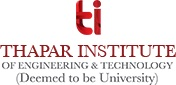 ti
THAPAR INSTITUTE
OF ENGINEERING & TECHNOLOGY
(Deemed to be University)